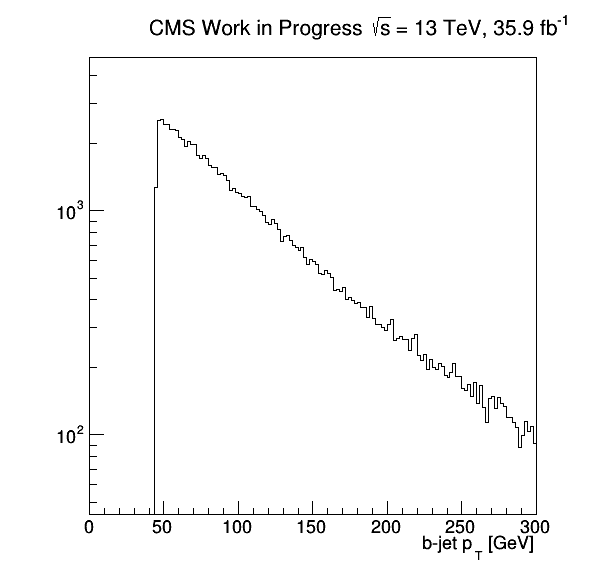 CMS Work in Progress √s = 13 TeV, 35.9 fb⁻¹
10³
10²
0 50 100 150 200 250 300
b-jet p_T [GeV]